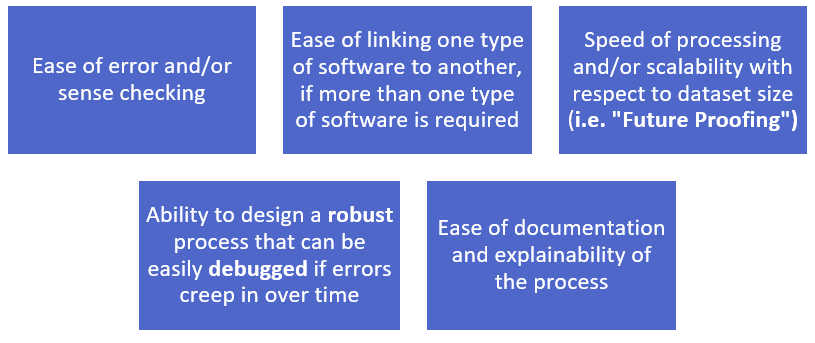 Ease of error and/or
sense checking
Ease of linking one type
of software to another,
if more than one type
of software is required
Speed of processing
and/or scalability with
respect to dataset size
(i.e. "Future Proofing")
Ability to design a robust
process that can be
easily debugged if errors
creep in over time
Ease of documentation
and explainability of
the process